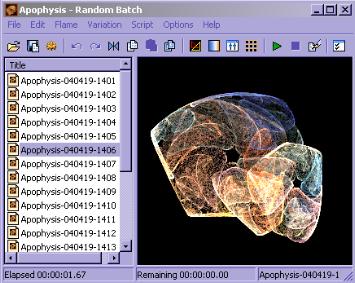 Apophysis - Random Batch
File Edit Flame Variation Script Options Help
Title
Apophysis-040419-1401
Apophysis-040419-1402
Apophysis-040419-1403
Apophysis-040419-1404
Apophysis-040419-1405
Apophysis-040419-1406
Apophysis-040419-1407
Apophysis-040419-1408
Apophysis-040419-1409
Apophysis-040419-1410
Apophysis-040419-1411
Apophysis-040419-1412
Apophysis-040419-1413
Elapsed 00:00:01.67 Remaining 00:00:00.00 Apophysis-040419-1